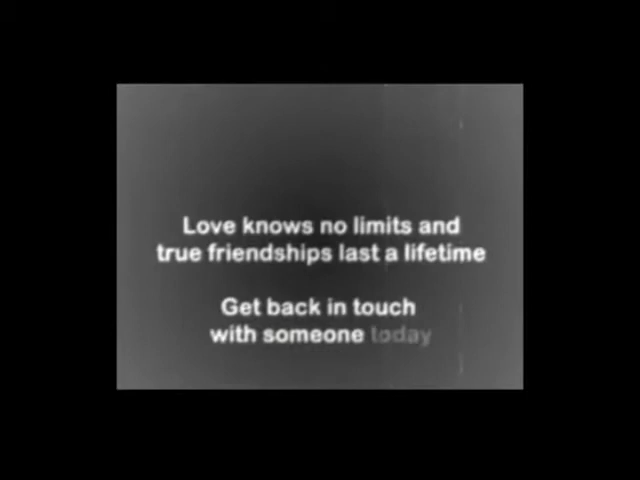 Love knows no limits and
true friendships last a lifetime
Get back in touch
with someone today